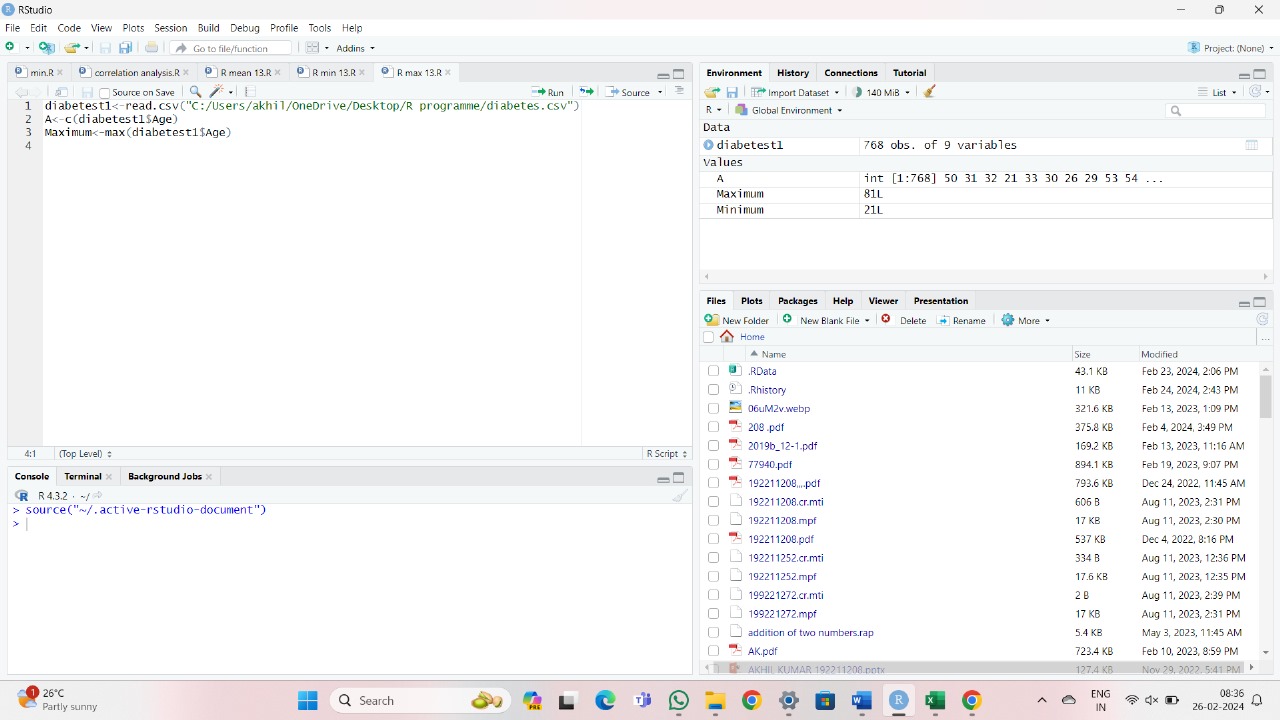 RStudio
File Edit Code View Plots Session Build Debug Profile Tools Help
Go to file/function Addins Project: (None)
min.R correlation analysis.R R mean 13.R R min 13.R R max 13.R
Source on Save Run Source
1 diabetest1<-read.csv("C:/Users/akhil/OneDrive/Desktop/R programme/diabetes.csv")
2 A<-c(diabetest1$Age)
3 Maximum<-max(diabetest1$Age)
4
4:1 (Top Level) R Script
Console Terminal Background Jobs
R 4.3.2 · ~/
> source("~/.active-rstudio-document")
>
Environment History Connections Tutorial
Import Dataset 140 MiB List
R Global Environment
Data
diabetest1 768 obs. of 9 variables
Values
A int [1:768] 50 31 32 21 33 30 26 29 53 54 ...
Maximum 81L
Minimum 21L
Files Plots Packages Help Viewer Presentation
New Folder New Blank File Delete Rename More
Home ...
Name Size Modified
.RData 43.1 KB Feb 23, 2024, 2:06 PM
.Rhistory 11 KB Feb 24, 2024, 2:43 PM
06uM2v.webp 321.6 KB Feb 13, 2023, 1:09 PM
208 .pdf 375.8 KB Feb 4, 2024, 3:49 PM
2019b_12-1.pdf 169.2 KB Feb 12, 2023, 11:16 AM
77940.pdf 894.1 KB Feb 19, 2023, 9:07 PM
192211208,,,.pdf 793.6 KB Dec 24, 2022, 11:45 AM
192211208.cr.mti 606 B Aug 11, 2023, 2:31 PM
192211208.mpf 17 KB Aug 11, 2023, 2:30 PM
192211208.pdf 537 KB Dec 4, 2022, 8:16 PM
192211252.cr.mti 334 B Aug 11, 2023, 12:36 PM
192211252.mpf 17.6 KB Aug 11, 2023, 12:35 PM
199221272.cr.mti 2 B Aug 11, 2023, 2:39 PM
199221272.mpf 17 KB Aug 11, 2023, 2:31 PM
addition of two numbers.rap 5.4 KB May 3, 2023, 11:45 AM
AK.pdf 723.4 KB Feb 10, 2023, 8:59 PM
AKHIL KUMAR 192211208.pptx 127.4 KB Nov 29, 2022, 5:41 PM
1 26°C
Partly sunny
Search
PRE
ENG
IN
08:36
26-02-2024